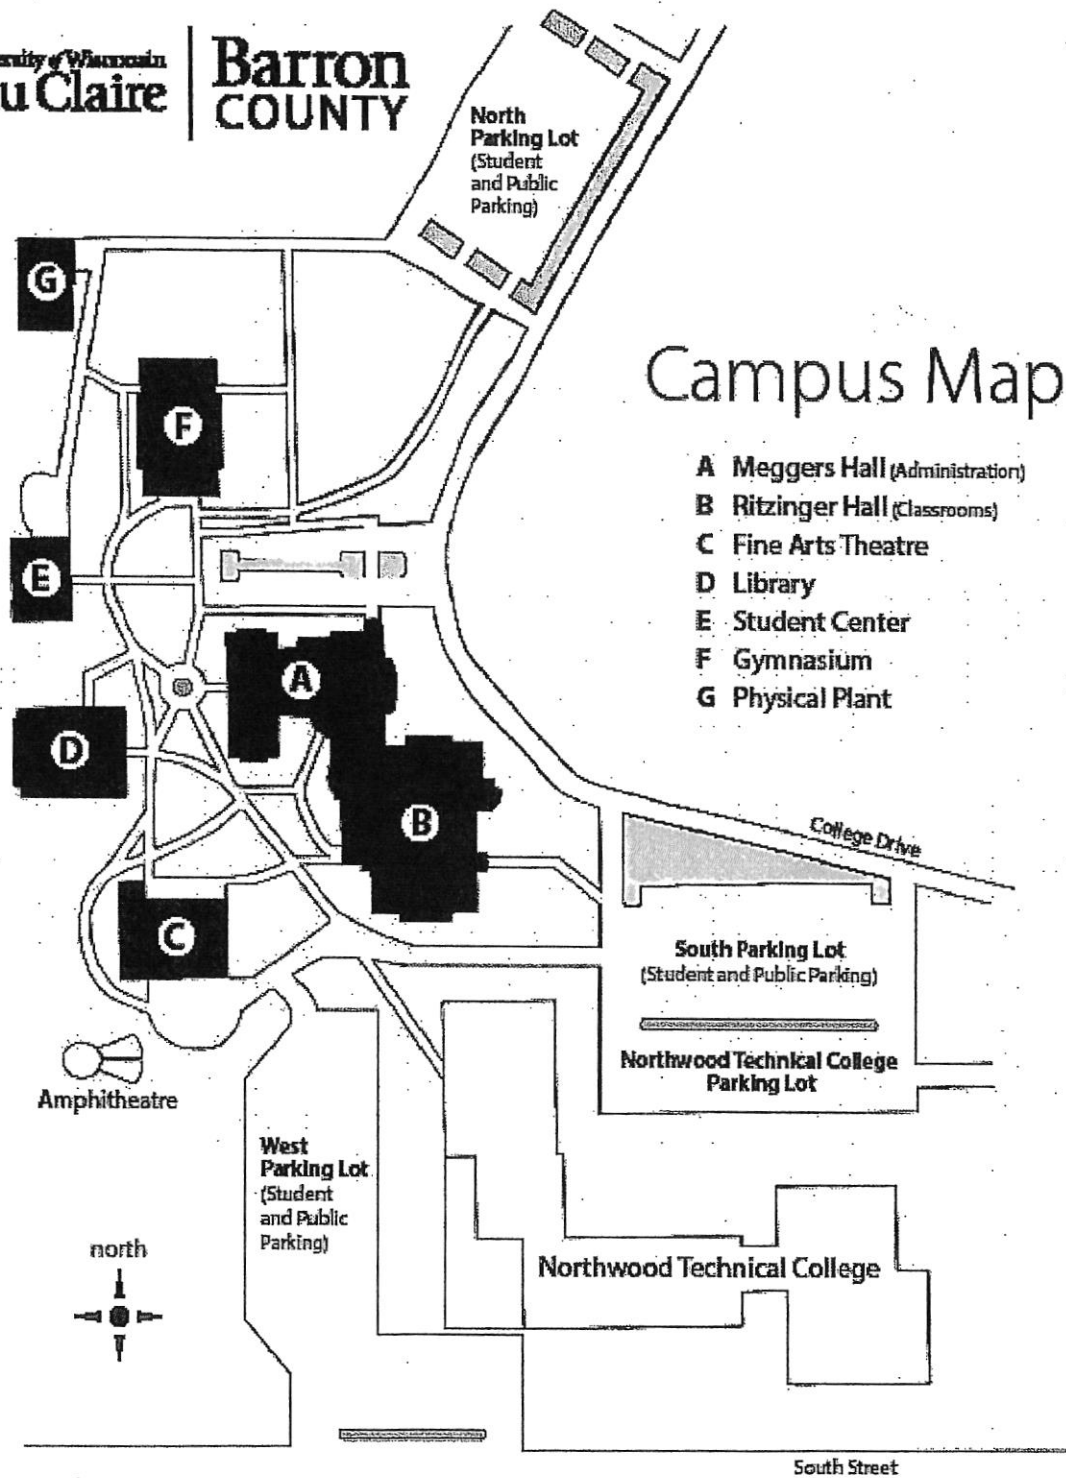 u Claire
Barron
COUNTY
North
Parking Lot
(Student
and Public
Parking)
G
F
E
A
D
B
C
Campus Map
A Meggers Hall (Administration)
B Ritzinger Hall (Classrooms)
C Fine Arts Theatre
D Library
E Student Center
F Gymnasium
G Physical Plant
College Drive
South Parking Lot
(Student and Public Parking)
Northwood Technical College
Parking Lot
Amphitheatre
West
Parking Lot
(Student
and Public
Parking)
north
Northwood Technical College
South Street